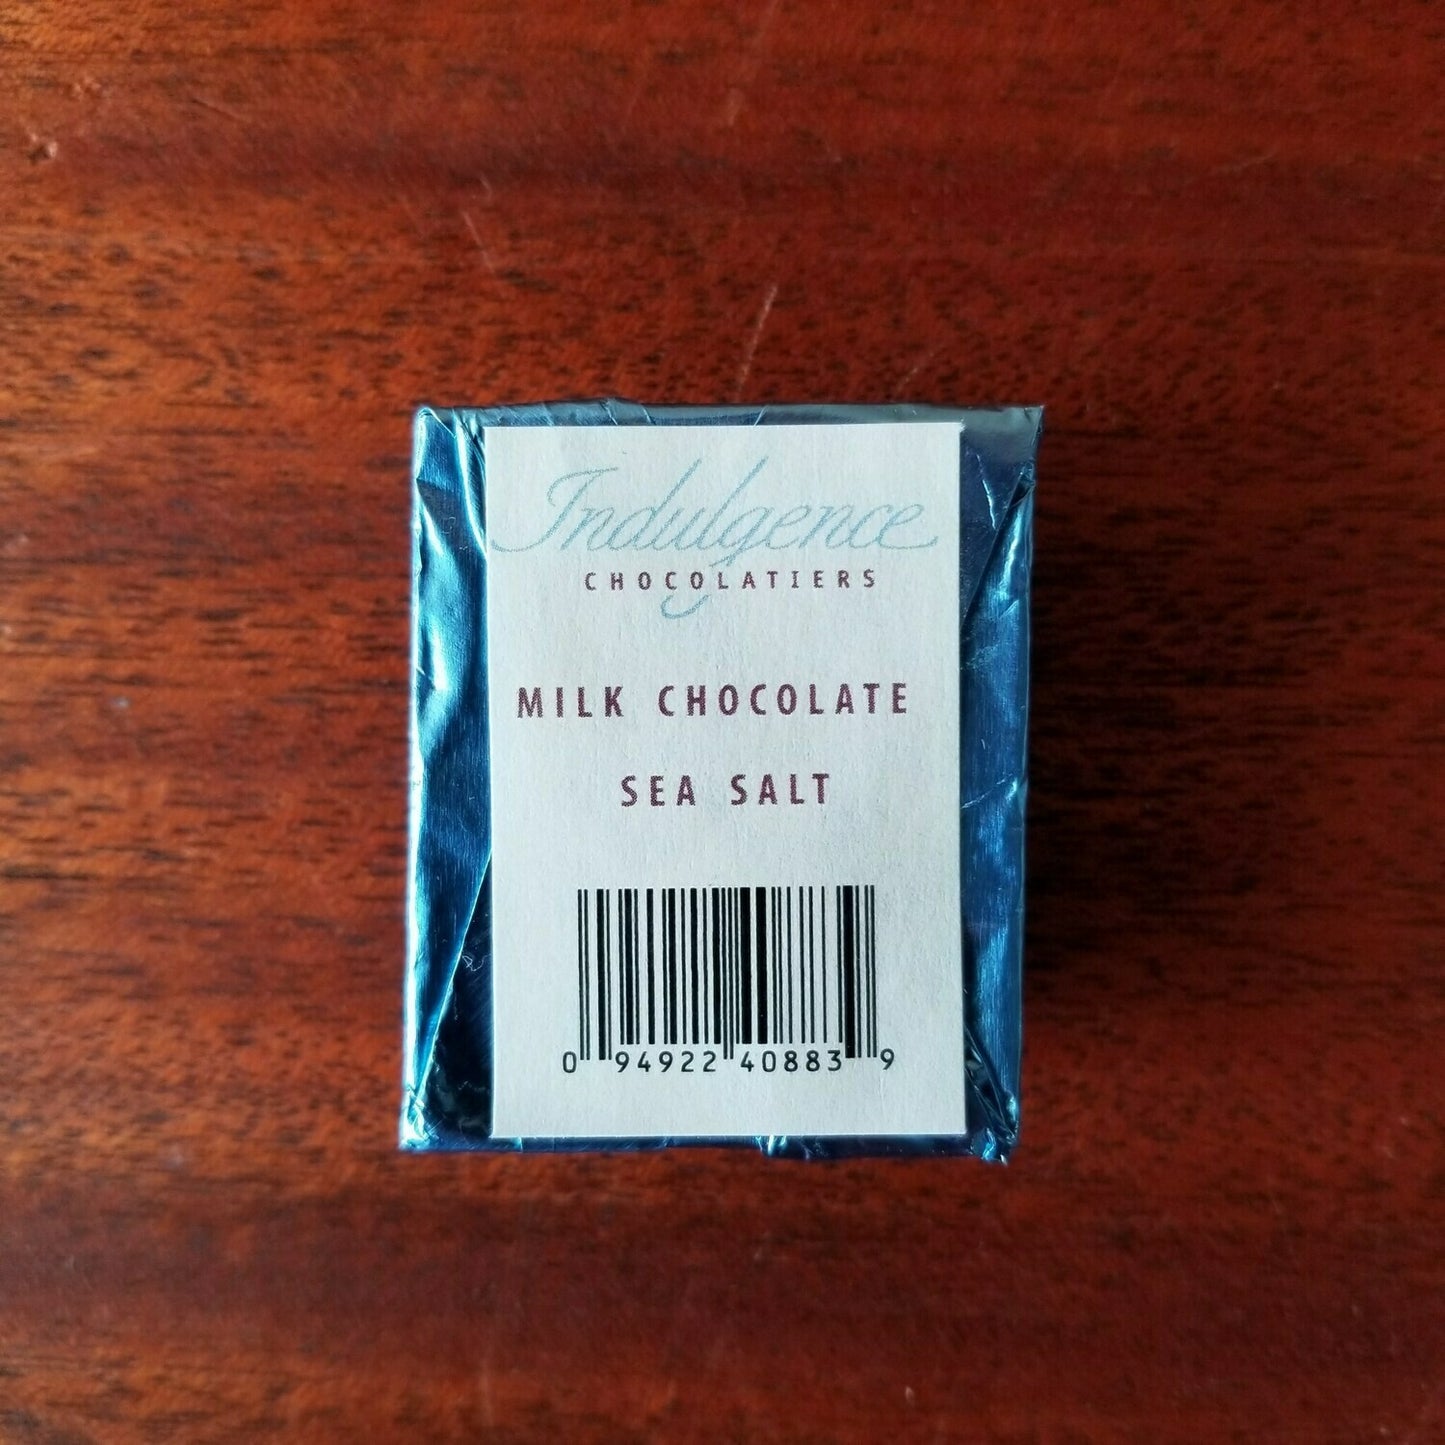 Indulgence
CHOCOLATIERS
MILK CHOCOLATE
SEA SALT
0 94922 40883 9